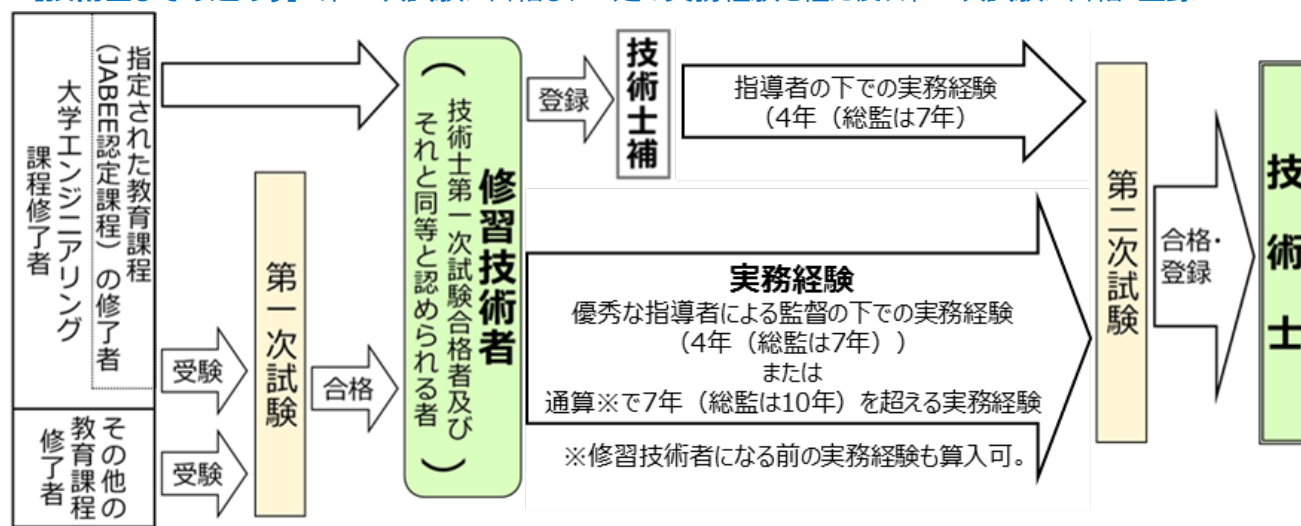 指定された教育課程
(JABEE認定課程)の修了者
大学エンジニアリング
課程修了者
その他の
教育課程
修了者
受験
受験
第一次試験
合格
修習技術者
(技術士第一次試験合格者及び
それと同等と認められる者)
登録
技術士補
指導者の下での実務経験
(4年(総監は7年)
実務経験
優秀な指導者による監督の下での実務経験
(4年(総監は7年))
または
通算※で7年(総監は10年)を超える実務経験
※修習技術者になる前の実務経験も算入可。
第二次試験
合格・
登録
技術士